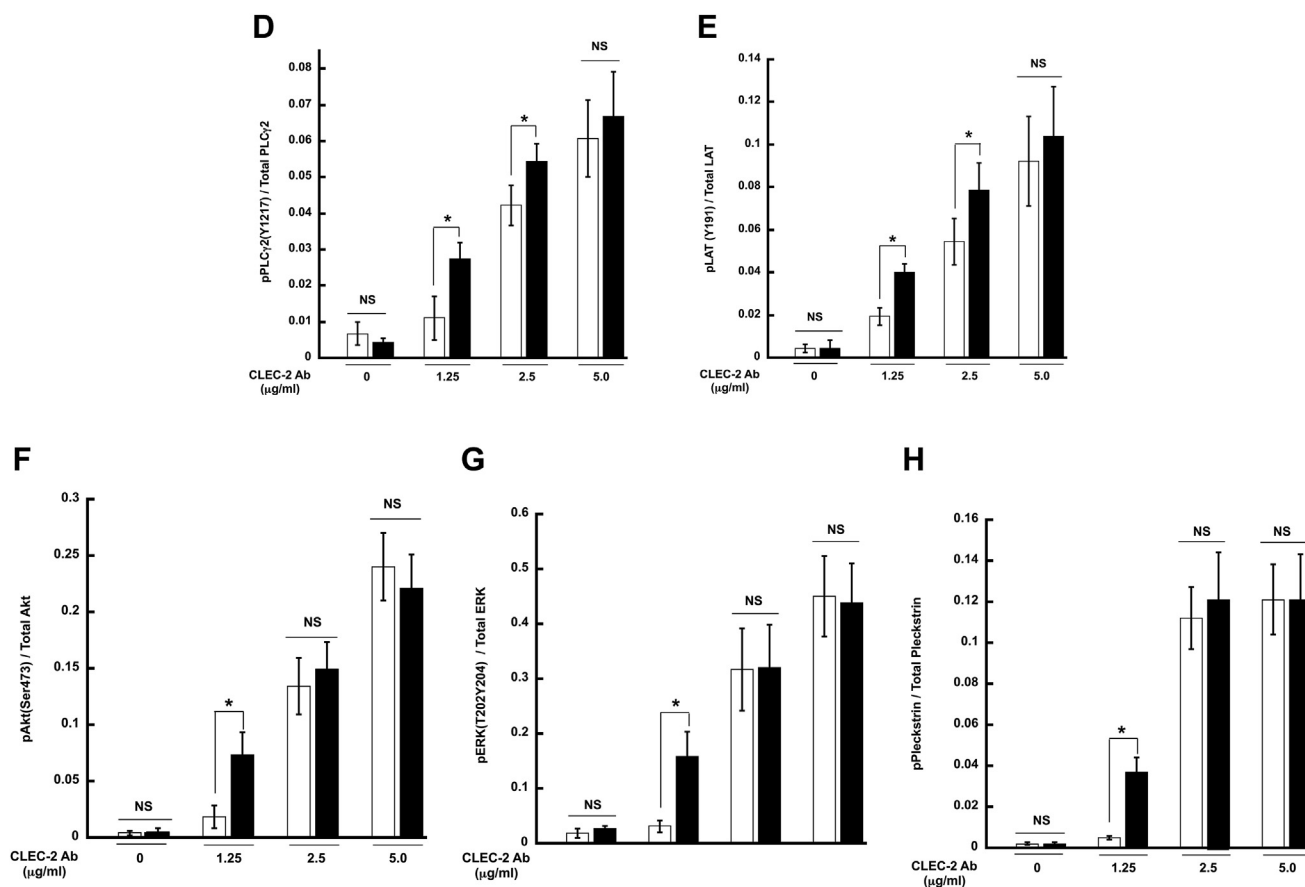 D
pPLCγ2(Y1217) / Total PLCγ2
0.08
0.07
0.06
0.05
0.04
0.03
0.02
0.01
0
NS
*
*
NS
CLEC-2 Ab
(μg/ml)
0
1.25
2.5
5.0
E
pLAT (Y191) / Total LAT
0.14
0.12
0.1
0.08
0.06
0.04
0.02
0
NS
*
*
NS
CLEC-2 Ab
(μg/ml)
0
1.25
2.5
5.0
F
pAkt(Ser473) / Total Akt
0.3
0.25
0.2
0.15
0.1
0.05
0
NS
*
NS
NS
CLEC-2 Ab
(μg/ml)
0
1.25
2.5
5.0
G
pERK(T202Y204) / Total ERK
0.6
0.5
0.4
0.3
0.2
0.1
0
NS
*
NS
NS
H
pPleckstrin / Total Pleckstrin
0.16
0.14
0.12
0.1
0.08
0.06
0.04
0.02
0
NS
*
NS
NS
CLEC-2 Ab
(μg/ml)
0
1.25
2.5
5.0